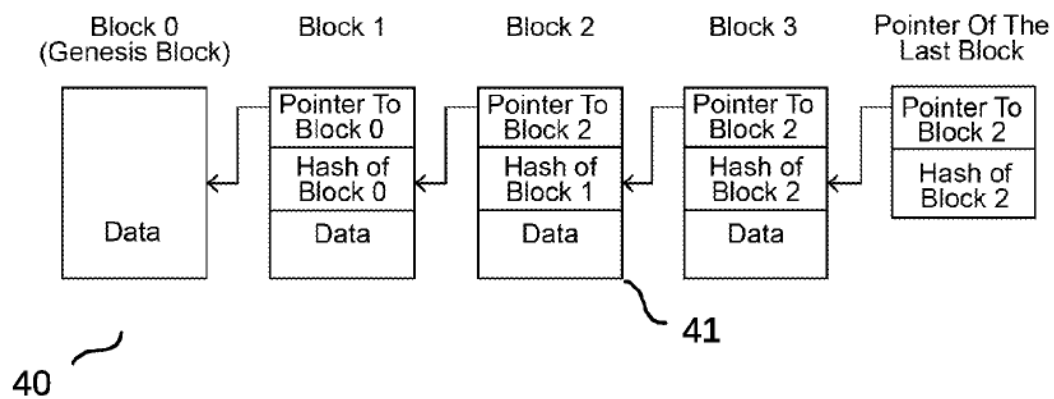 Block 0
(Genesis Block)
Block 1
Block 2
Block 3
Pointer Of The
Last Block
Data
Pointer To
Block 0
Hash of
Block 0
Data
Pointer To
Block 2
Hash of
Block 1
Data
Pointer To
Block 2
Hash of
Block 2
Data
Pointer To
Block 2
Hash of
Block 2
40
41